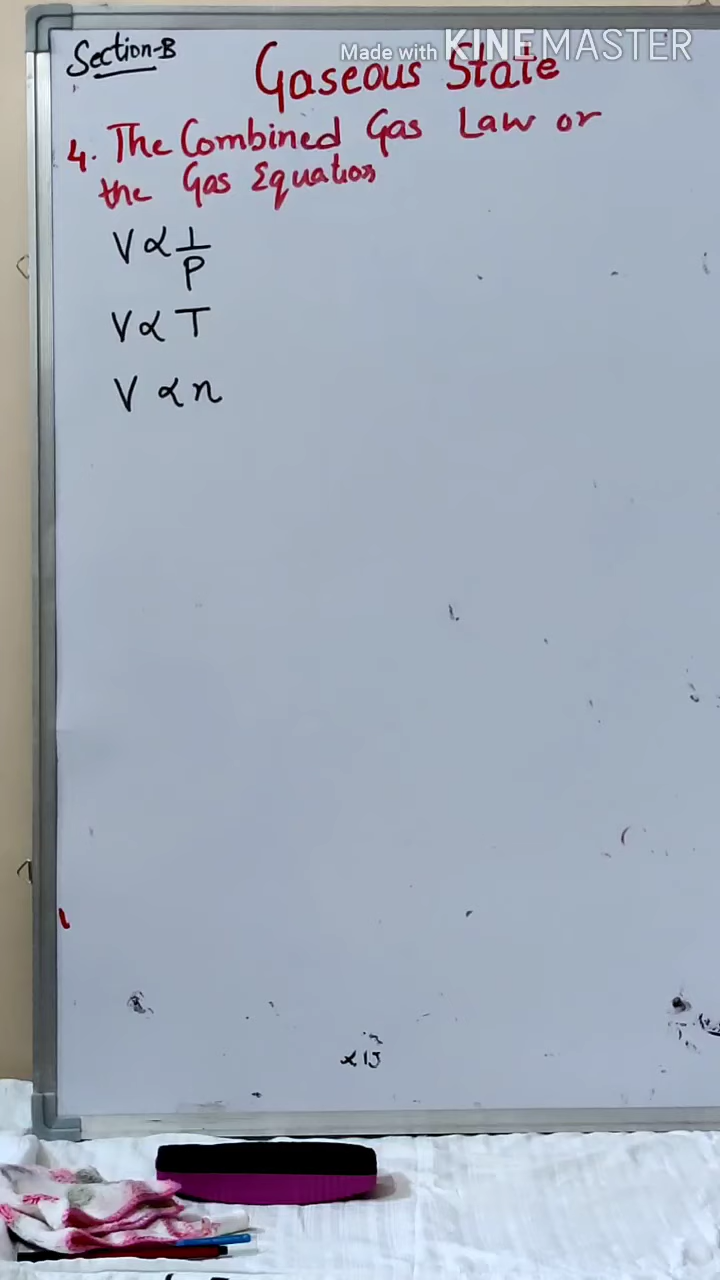 Section-B
Made with KINEMASTER
Gaseous State
4. The Combined Gas Law or
the Gas Equation
V ∝ 1/P
V ∝ T
V ∝ n